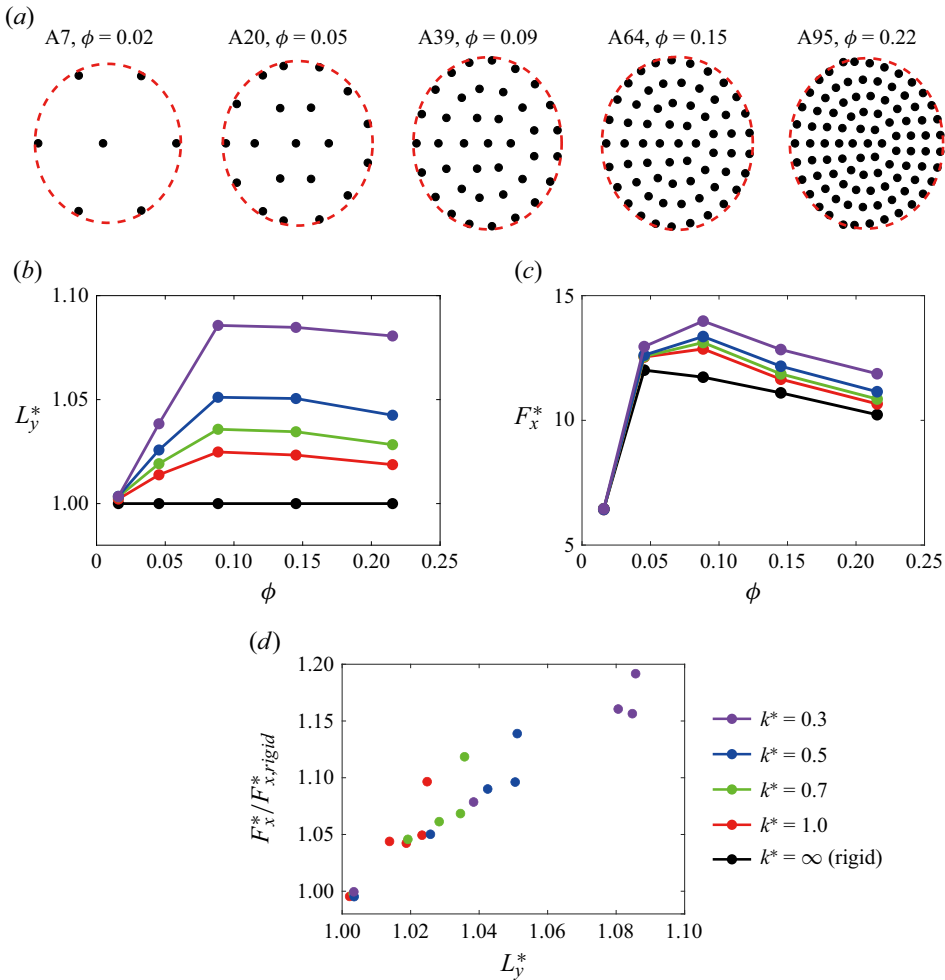 (a)
A7, ϕ = 0.02 A20, ϕ = 0.05 A39, ϕ = 0.09 A64, ϕ = 0.15 A95, ϕ = 0.22
(b)
1.10
1.05
1.00
L*y
0 0.05 0.10 0.15 0.20 0.25
ϕ
(c)
15
10
5
F*x
0 0.05 0.10 0.15 0.20 0.25
ϕ
(d)
1.20
1.15
1.10
1.05
1.00
F*x/F*x,rigid
1.00 1.02 1.04 1.06 1.08 1.10
L*y
k* = 0.3
k* = 0.5
k* = 0.7
k* = 1.0
k* = ∞ (rigid)